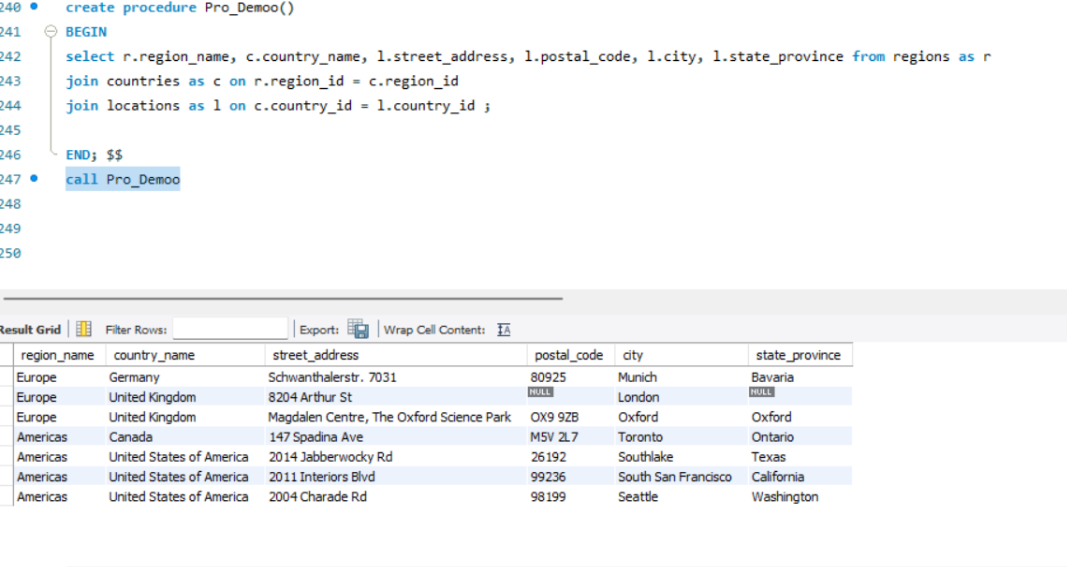 240 create procedure Pro_Demoo()
241 BEGIN
242 select r.region_name, c.country_name, l.street_address, l.postal_code, l.city, l.state_province from regions as r
243 join countries as c on r.region_id = c.region_id
244 join locations as l on c.country_id = l.country_id ;
245
246 END; $$
247 call Pro_Demoo
248
249
250
Result Grid Filter Rows: Export: Wrap Cell Content: IA
region_name country_name street_address postal_code city state_province
Europe Germany Schwanthalerstr. 7031 80925 Munich Bavaria
Europe United Kingdom 8204 Arthur St NULL London NULL
Europe United Kingdom Magdalen Centre, The Oxford Science Park OX9 9ZB Oxford Oxford
Americas Canada 147 Spadina Ave M5V 2L7 Toronto Ontario
Americas United States of America 2014 Jabberwocky Rd 26192 Southlake Texas
Americas United States of America 2011 Interiors Blvd 99236 South San Francisco California
Americas United States of America 2004 Charade Rd 98199 Seattle Washington